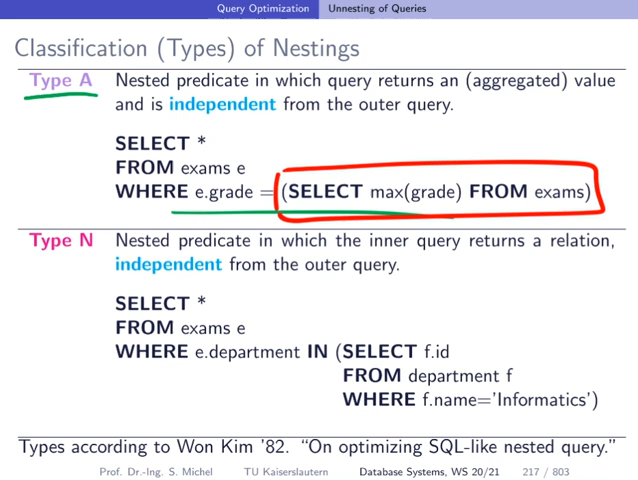 Query Optimization Unnesting of Queries
Classification (Types) of Nestings
Type A Nested predicate in which query returns an (aggregated) value
and is independent from the outer query.
SELECT *
FROM exams e
WHERE e.grade = (SELECT max(grade) FROM exams)
Type N Nested predicate in which the inner query returns a relation,
independent from the outer query.
SELECT *
FROM exams e
WHERE e.department IN (SELECT f.id
FROM department f
WHERE f.name='Informatics')
Types according to Won Kim '82. “On optimizing SQL-like nested query.”
Prof. Dr.-Ing. S. Michel TU Kaiserslautern Database Systems, WS 20/21 217 / 803